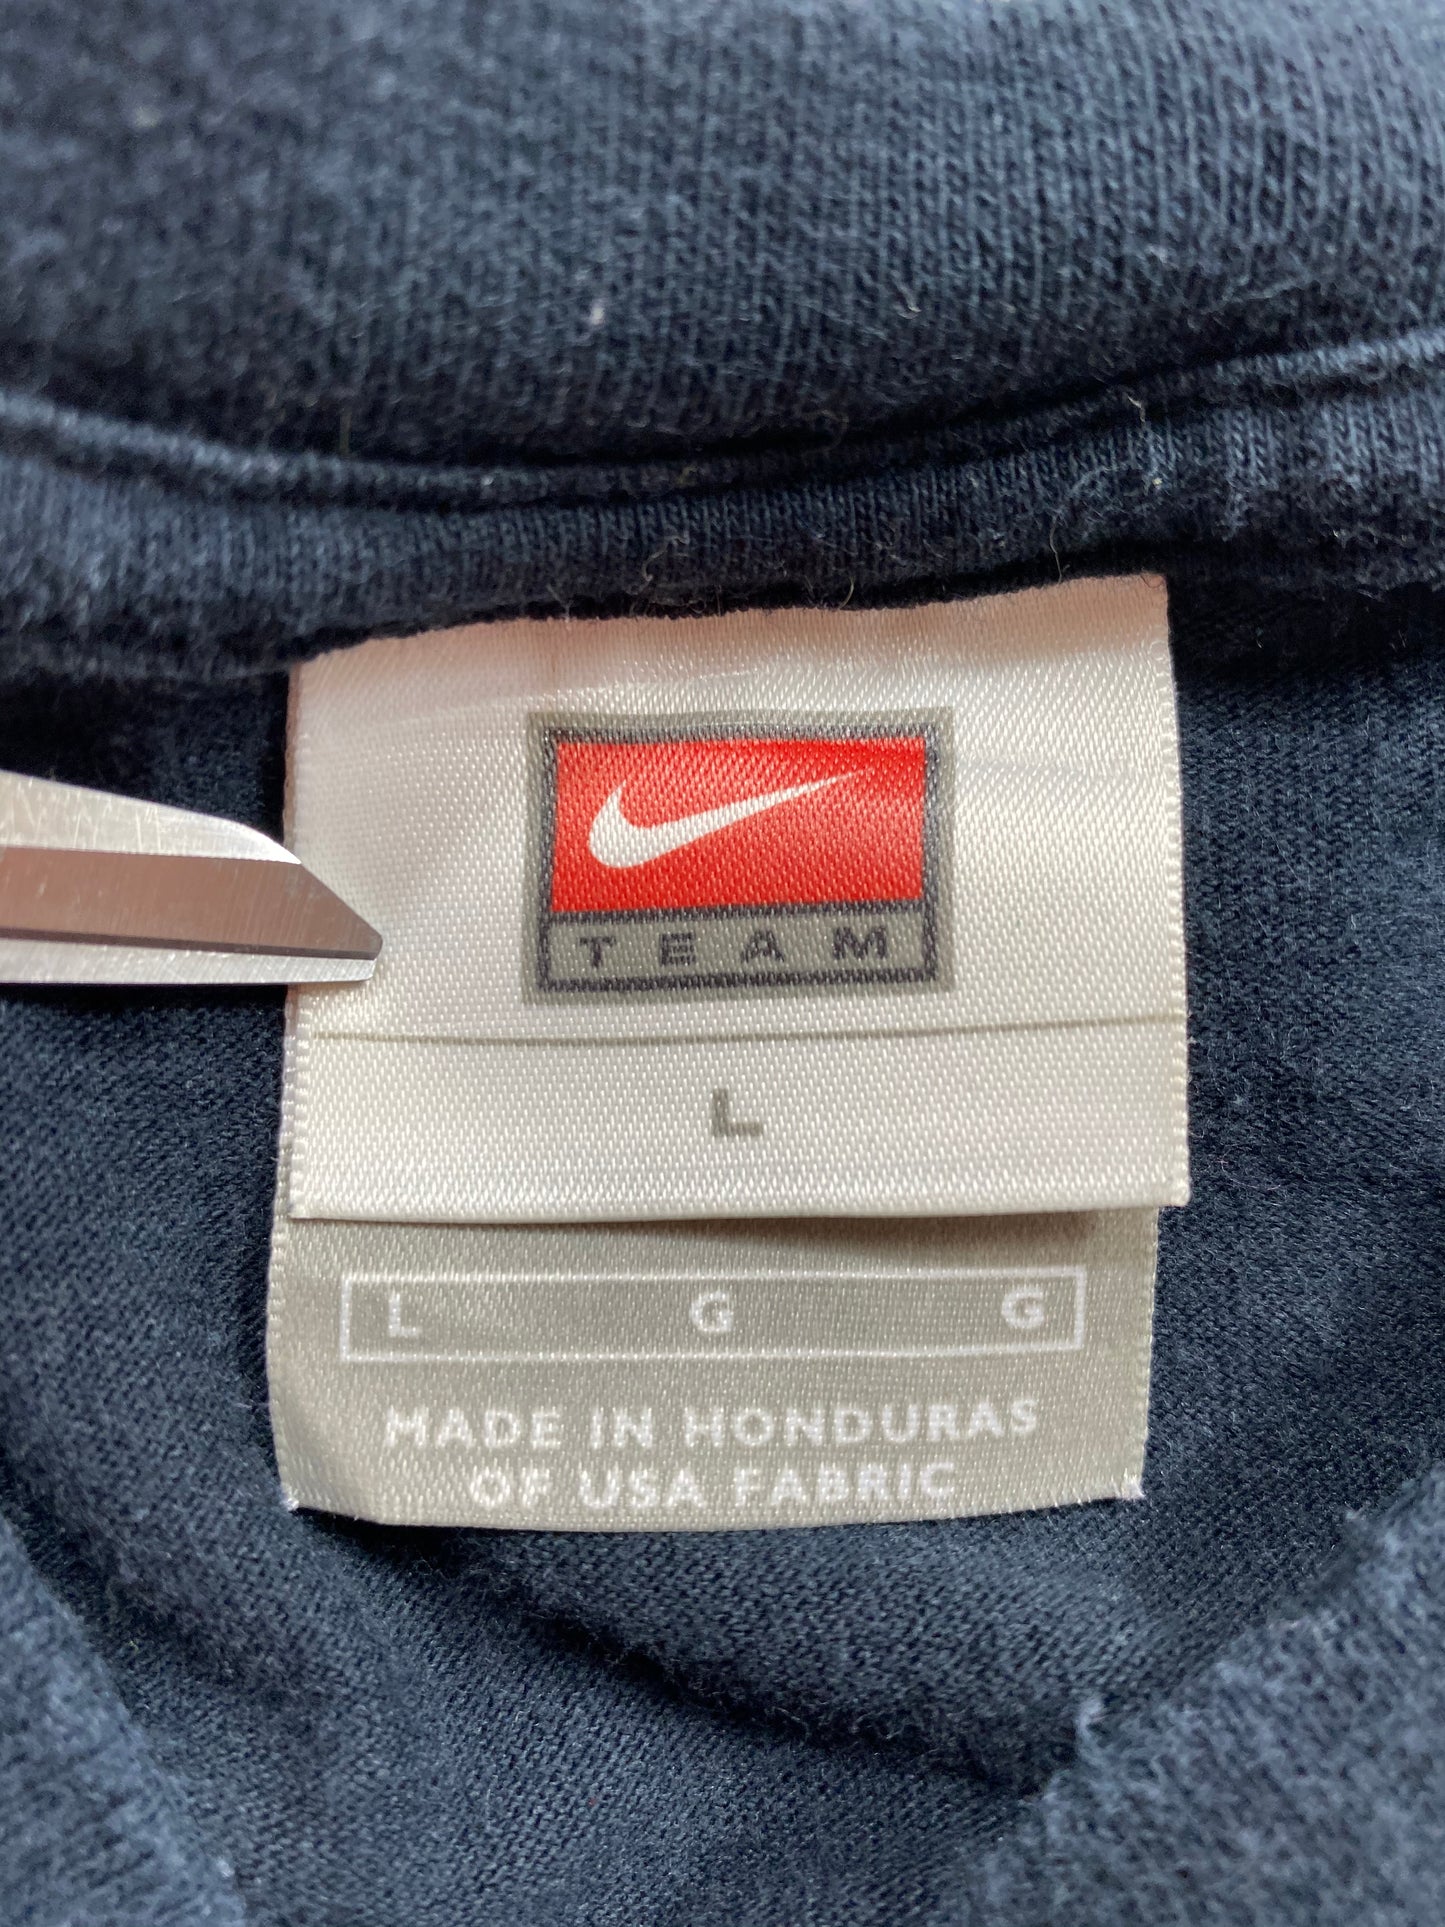 TEAM
L
L G G
MADE IN HONDURAS
OF USA FABRIC